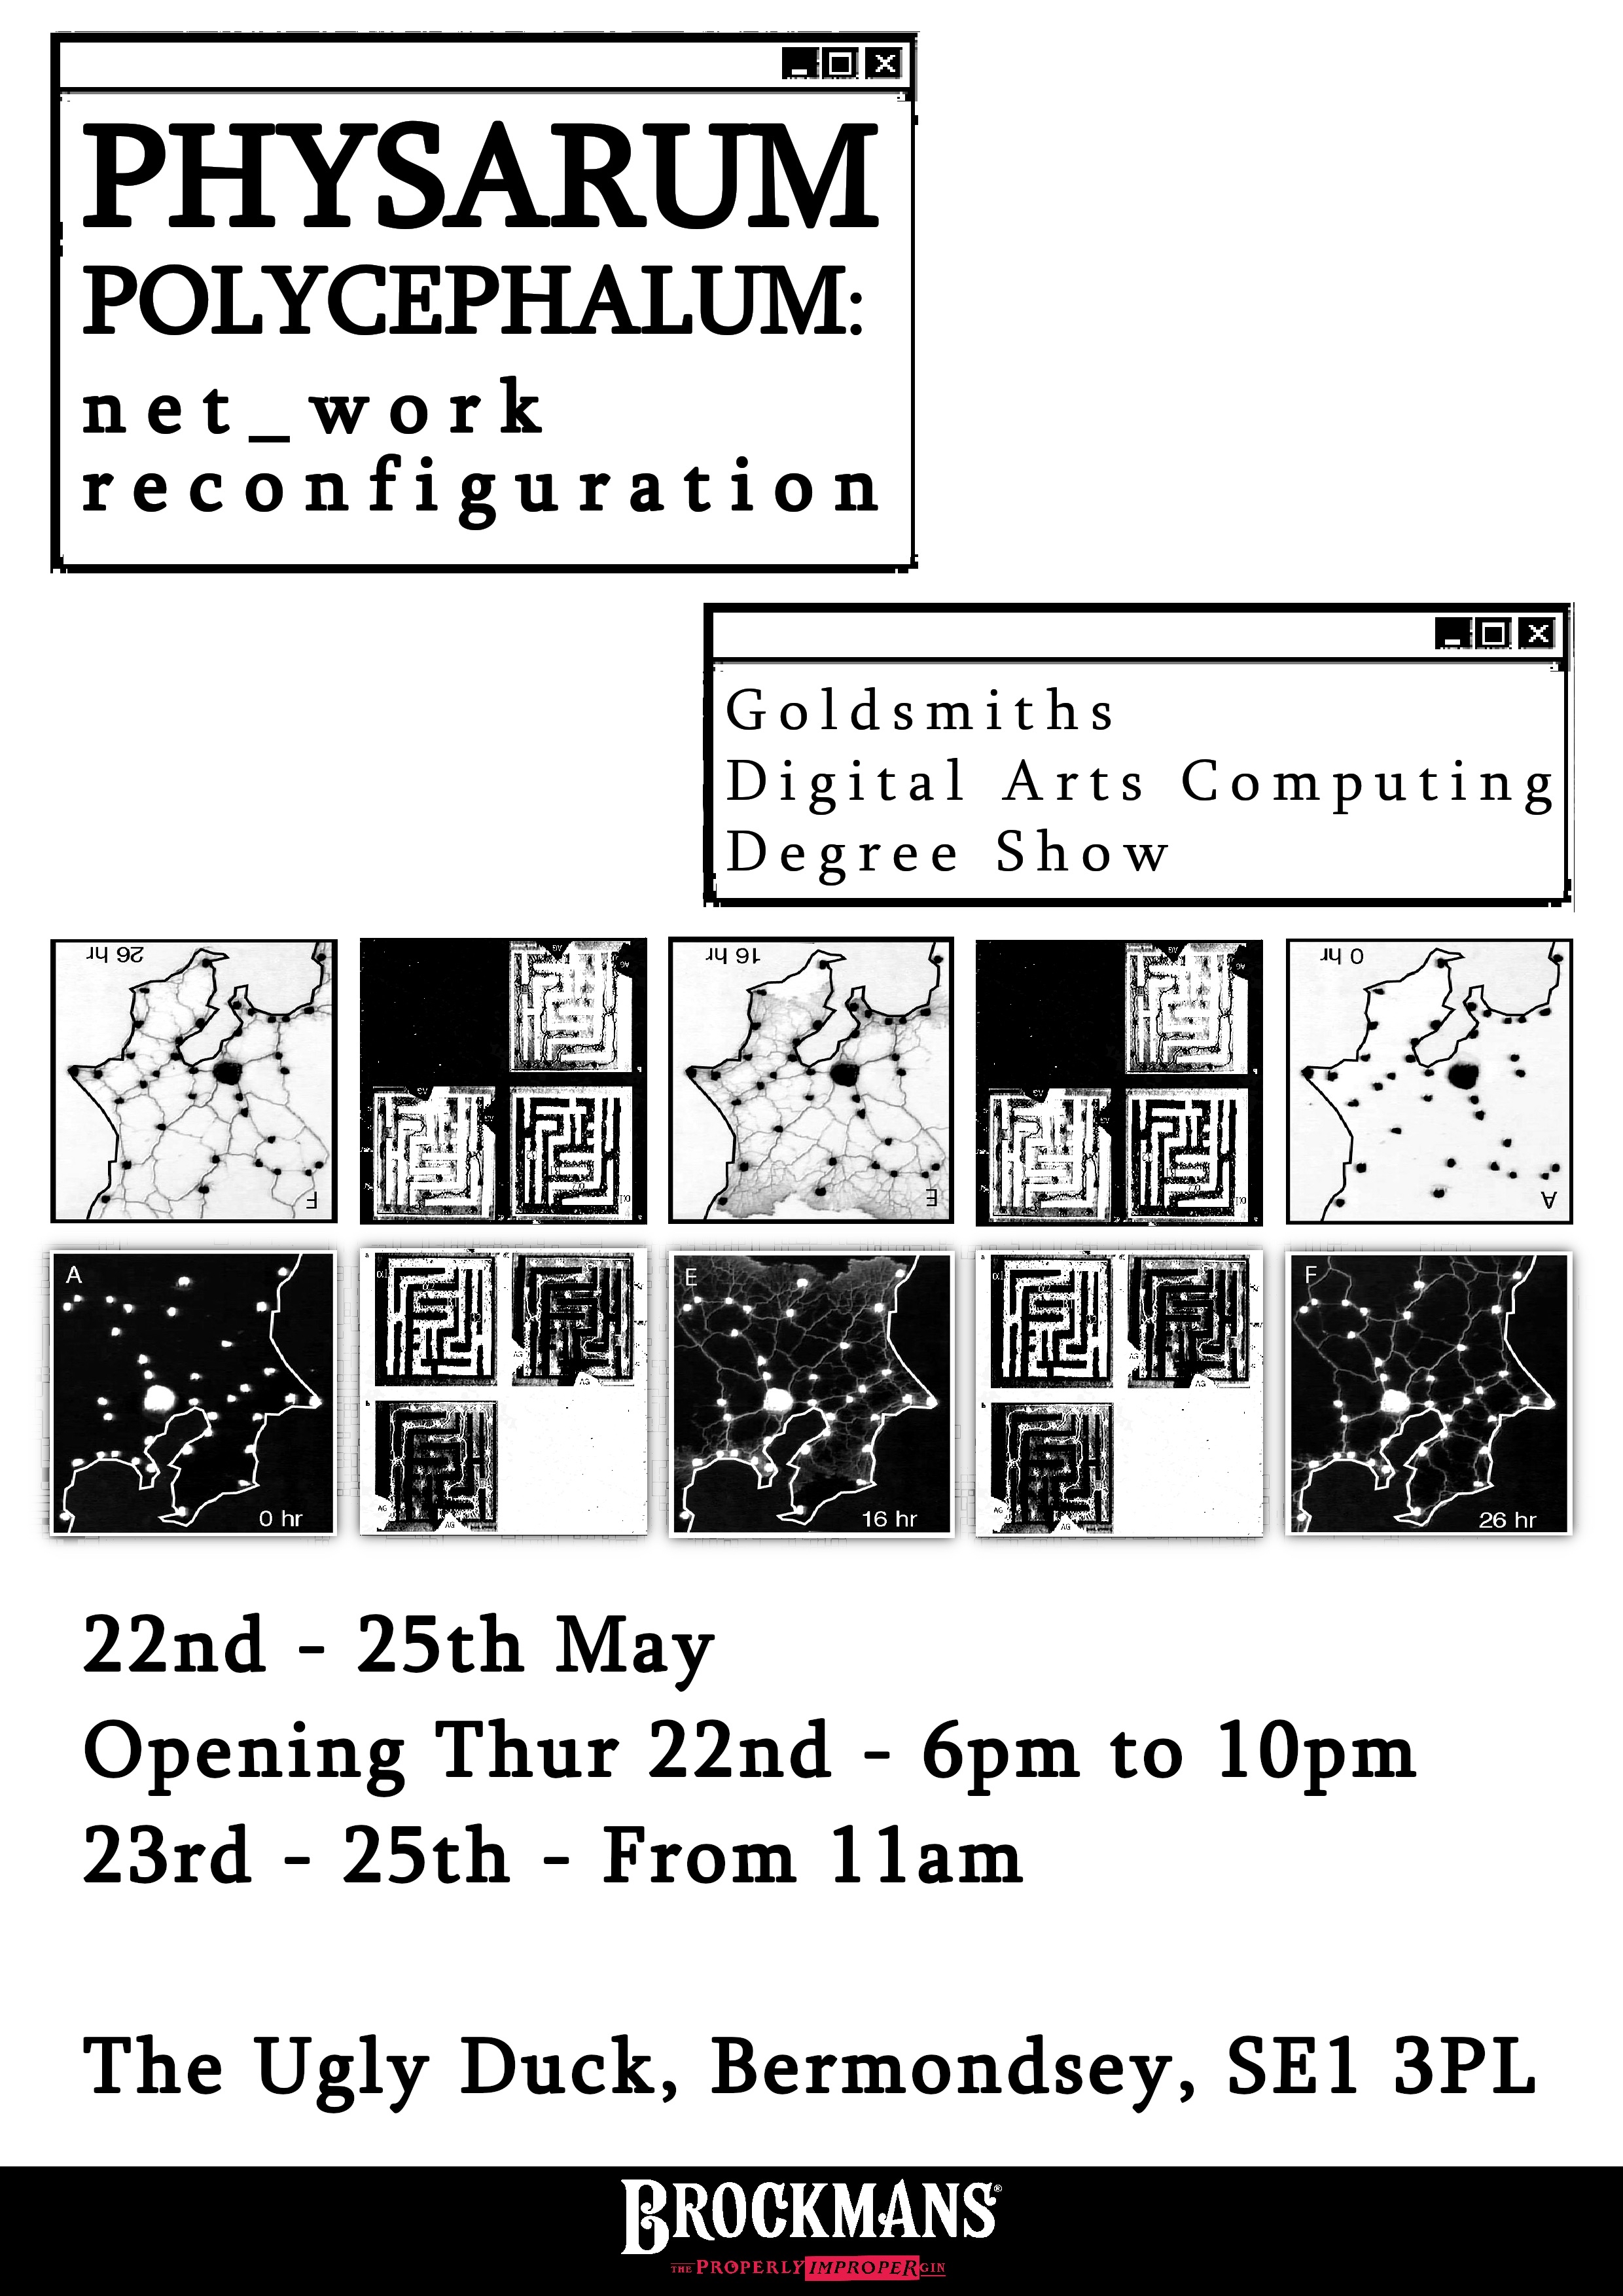 PHYSARUM
POLYCEPHALUM:
net_work
reconfiguration
Goldsmiths
Digital Arts Computing
Degree Show
26 hr
16 hr
0 hr
F
E
A
A
E
F
0 hr
16 hr
26 hr
22nd - 25th May
Opening Thur 22nd - 6pm to 10pm
23rd - 25th - From 11am
The Ugly Duck, Bermondsey, SE1 3PL
BROCKMANS®
THE PROPERLY IMPROPER GIN